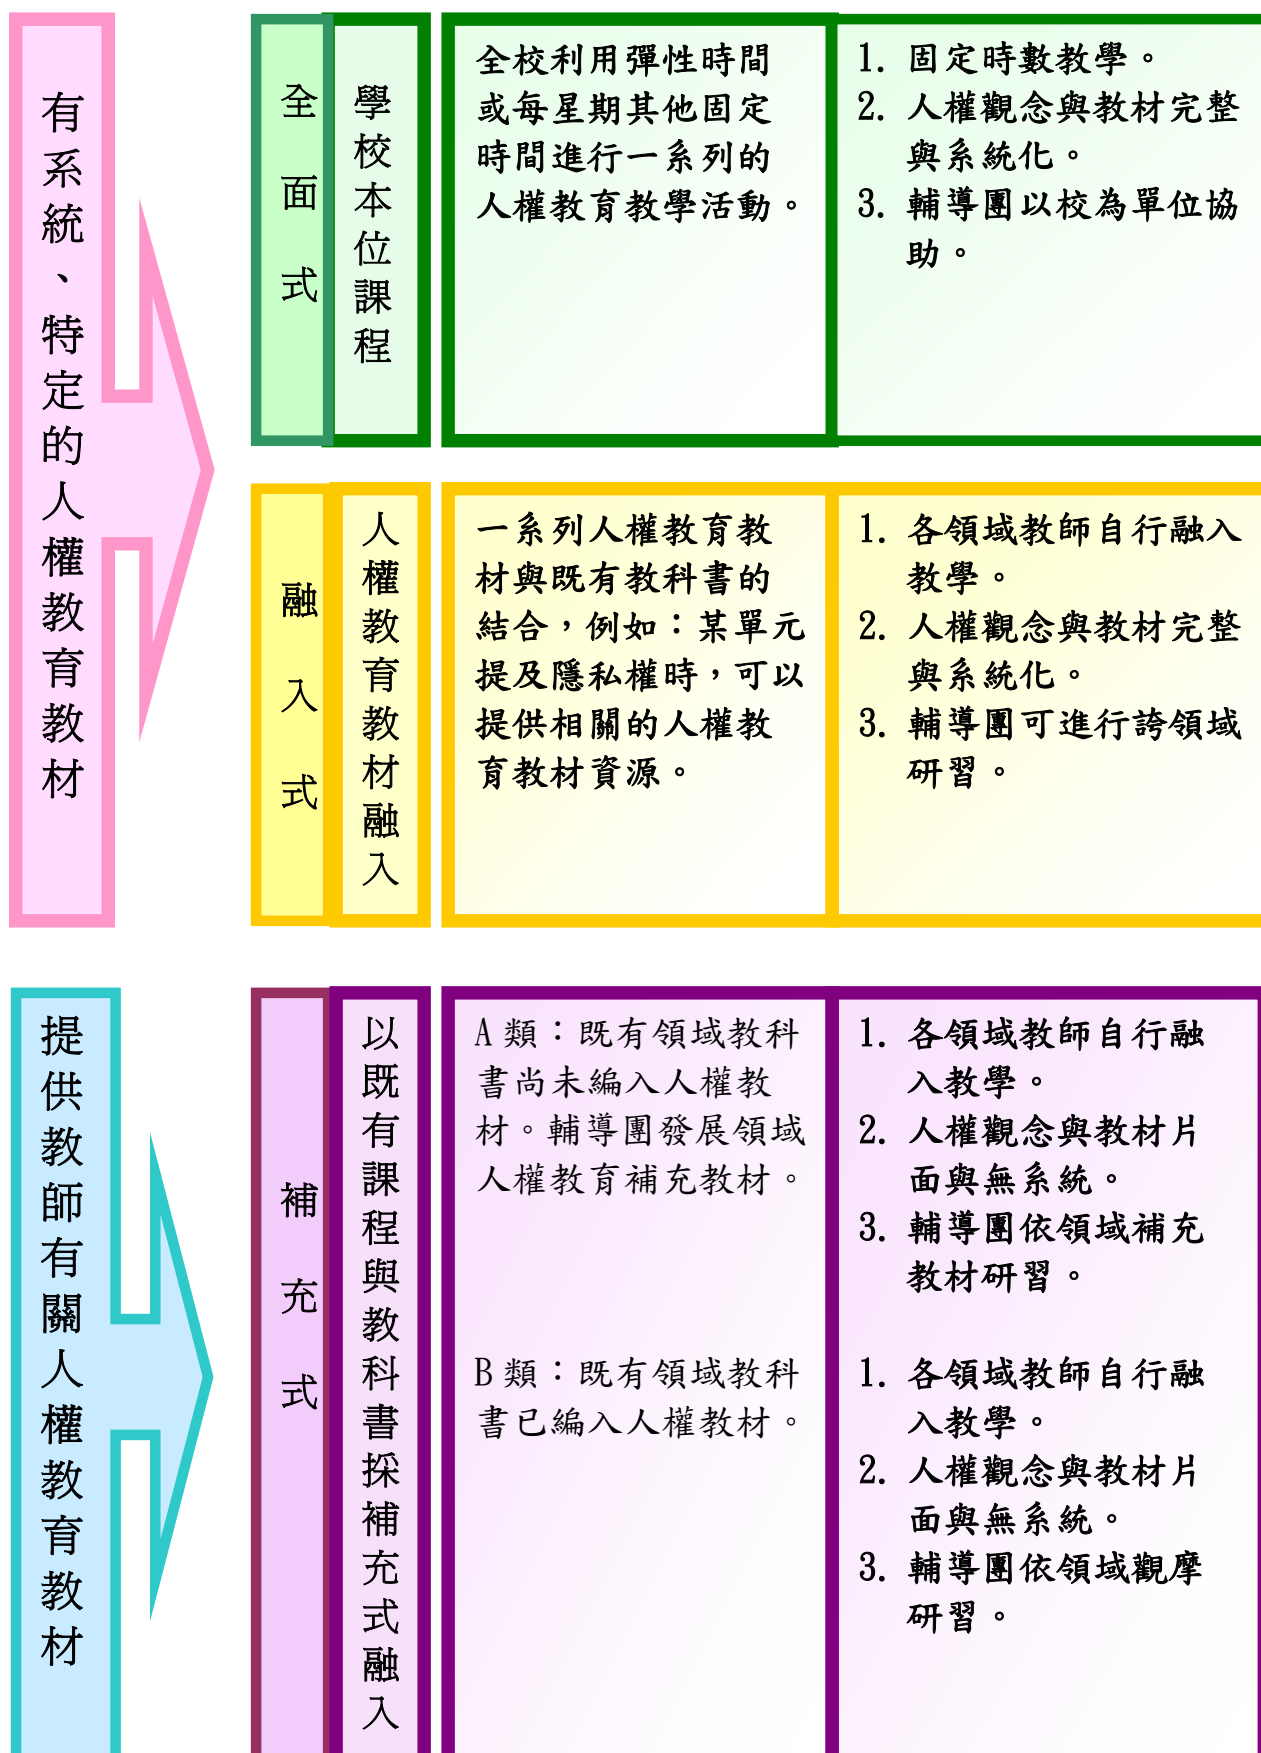 有系統、特定的人權教育教材
全面式
學校本位課程
全校利用彈性時間
或每星期其他固定
時間進行一系列的
人權教育教學活動。
1. 固定時數教學。
2. 人權觀念與教材完整
與系統化。
3. 輔導團以校為單位協
助。
融入式
人權教育教材融入
一系列人權教育教
材與既有教科書的
結合，例如：某單元
提及隱私權時，可以
提供相關的人權教
育教材資源。
1. 各領域教師自行融入
教學。
2. 人權觀念與教材完整
與系統化。
3. 輔導團可進行誇領域
研習。
提供教師有關人權教育教材
補充式
以既有課程與教科書採補充式融入
A 類：既有領域教科
書尚未編入人權教
材。輔導團發展領域
人權教育補充教材。
1. 各領域教師自行融
入教學。
2. 人權觀念與教材片
面與無系統。
3. 輔導團依領域補充
教材研習。
B 類：既有領域教科
書已編入人權教材。
1. 各領域教師自行融
入教學。
2. 人權觀念與教材片
面與無系統。
3. 輔導團依領域觀摩
研習。